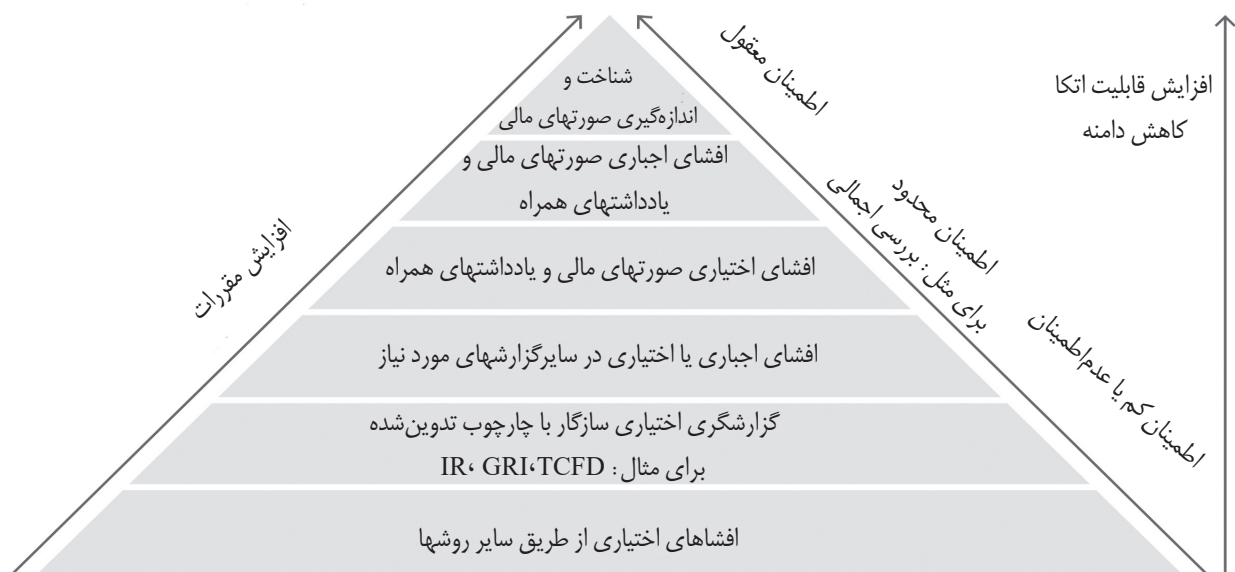 شناخت و
اندازه‌گیری صورتهای مالی
افشای اجباری صورتهای مالی و
یادداشتهای همراه
افشای اختیاری صورتهای مالی و یادداشتهای همراه
افشای اجباری یا اختیاری در سایرگزارشهای مورد نیاز
گزارشگری اختیاری سازگار با چارچوب تدوین‌شده
برای مثال: IR، GRI،TCFD
افشاهای اختیاری از طریق سایر روشها
افزایش قابلیت اتکا
کاهش دامنه
اطمینان معقول
اطمینان محدود
برای مثل: بررسی اجمالی
اطمینان کم یا عدم‌اطمینان
افزایش مقررات